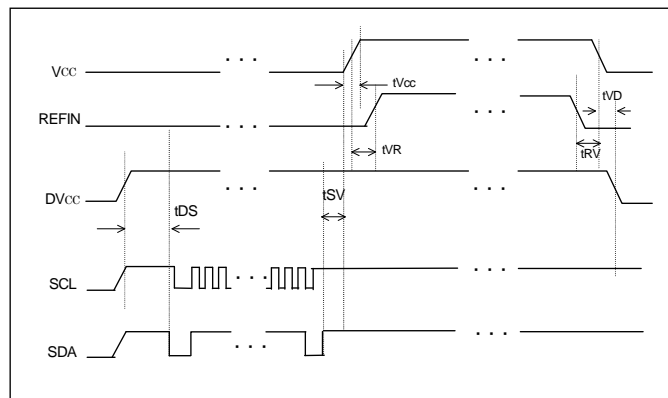 Vcc
tVcc
tVD
REFIN
tVR
tRV
DVcc
tDS
tSV
SCL
SDA